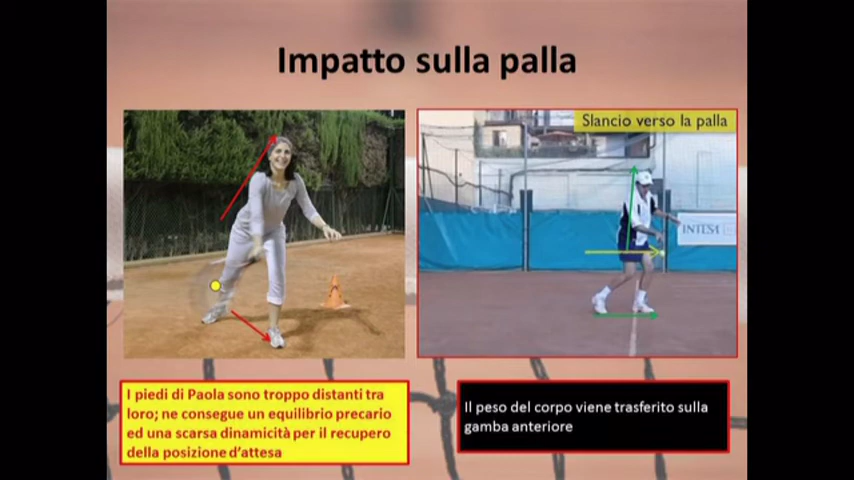 Impatto sulla palla
Slancio verso la palla
INTESA
I piedi di Paola sono troppo distanti tra
loro; ne consegue un equilibrio precario
ed una scarsa dinamicità per il recupero
della posizione d'attesa
Il peso del corpo viene trasferito sulla
gamba anteriore